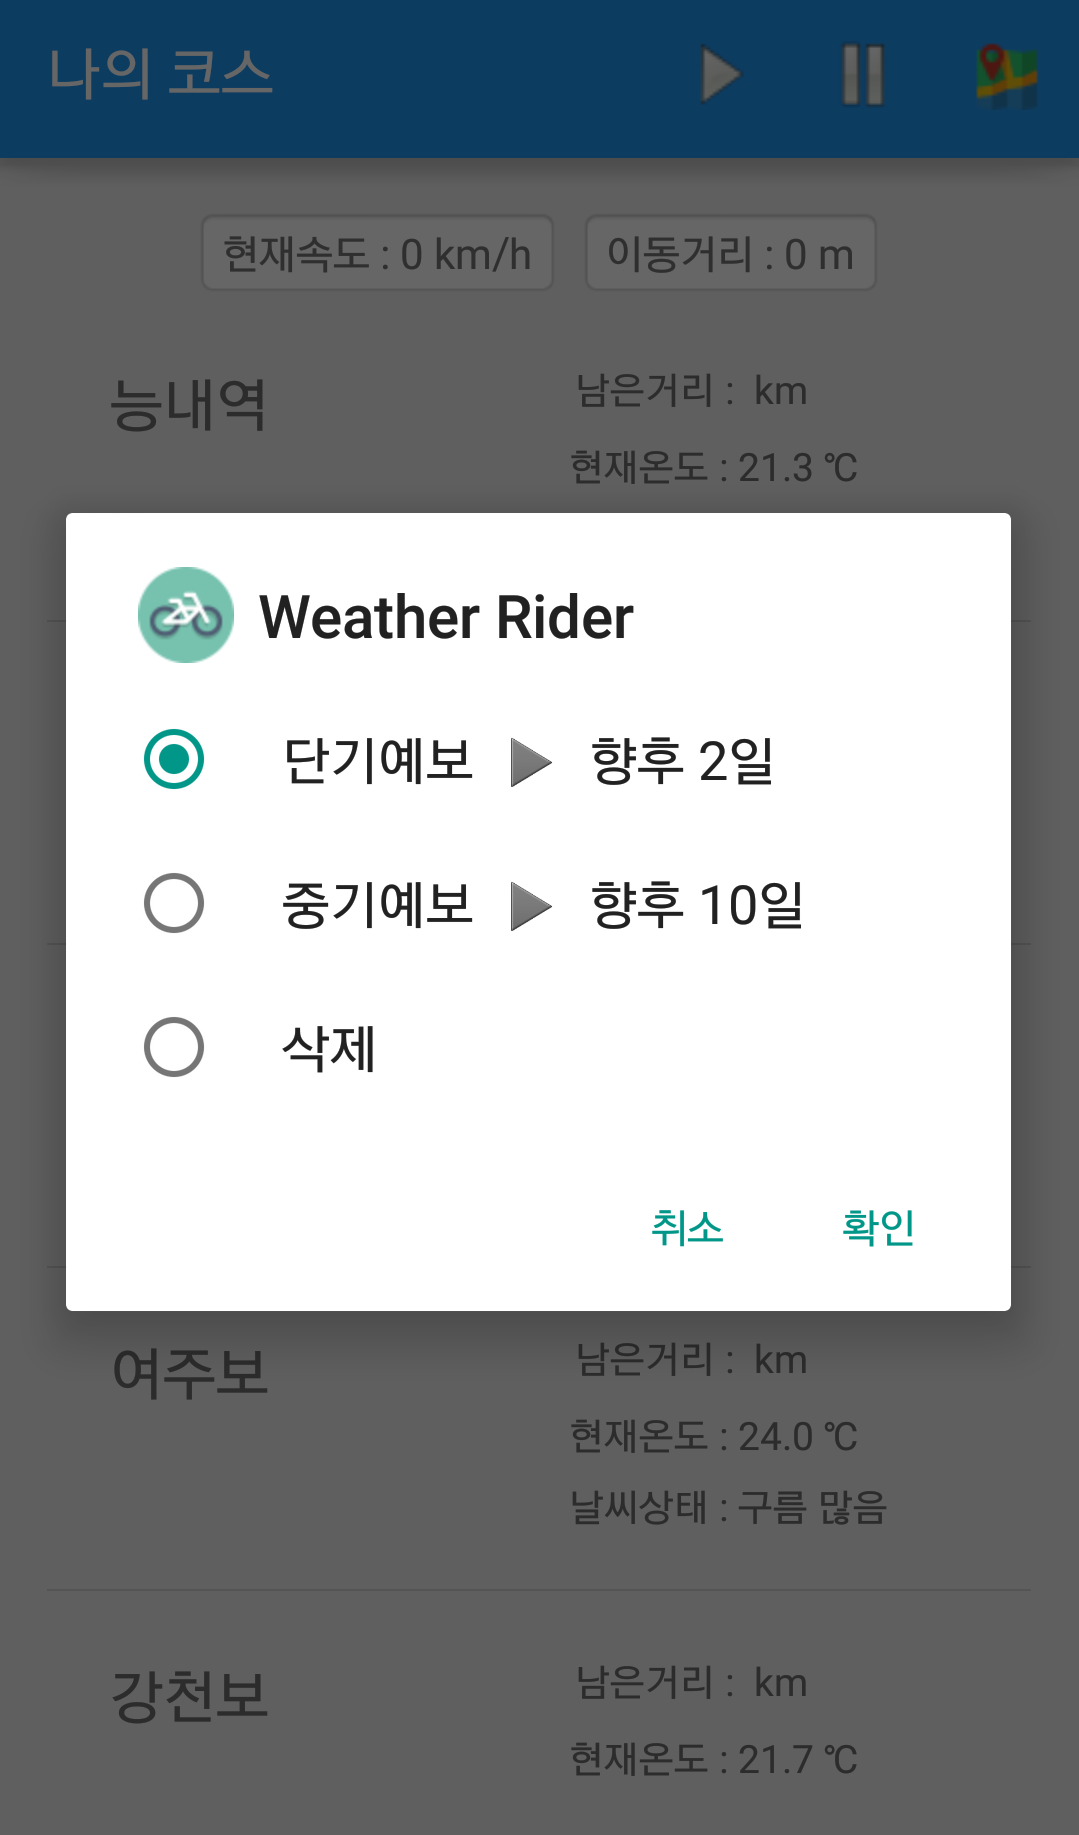 나의 코스
현재속도 : 0 km/h 이동거리 : 0 m
능내역
남은거리 : km
현재온도 : 21.3 ℃
Weather Rider
단기예보 ▶ 향후 2일
중기예보 ▶ 향후 10일
삭제
취소 확인
여주보
남은거리 : km
현재온도 : 24.0 ℃
날씨상태 : 구름 많음
강천보
남은거리 : km
현재온도 : 21.7 ℃